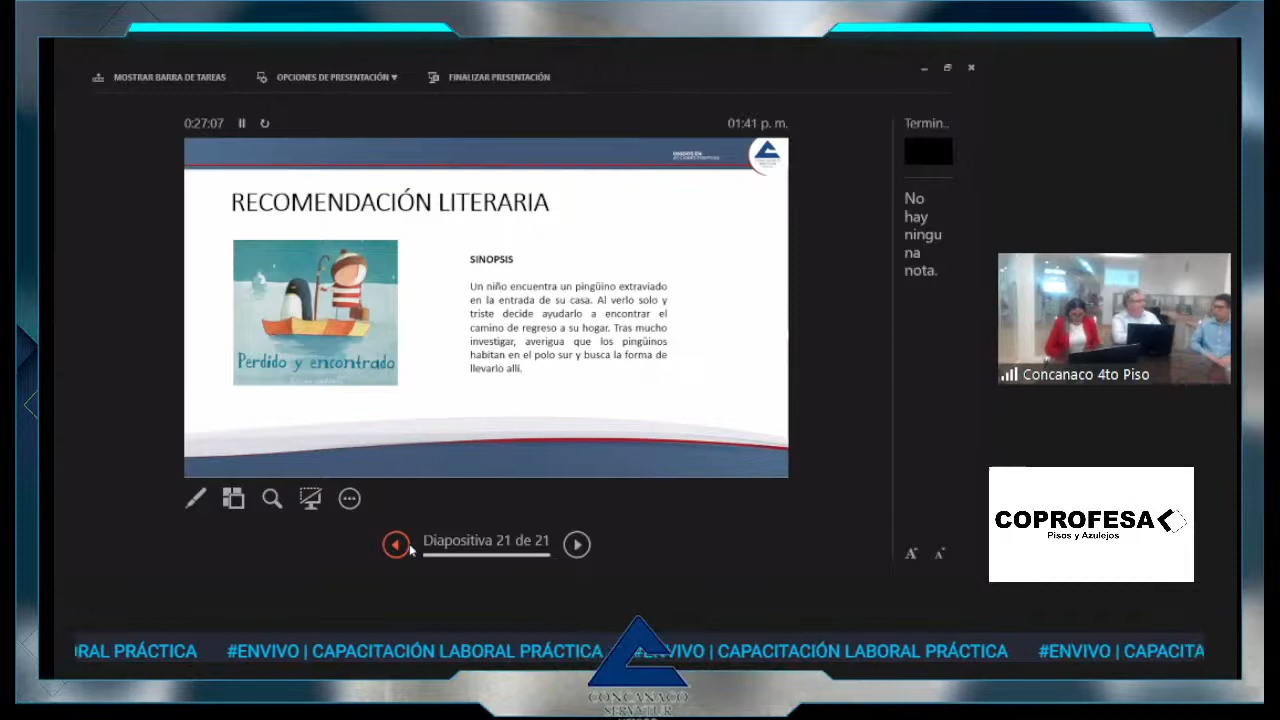 MOSTRAR BARRA DE TAREAS
OPCIONES DE PRESENTACIÓN
FINALIZAR PRESENTACIÓN
0:27:07
01:41 p. m.
Termin..
UNIDOS EN
RECOMENDACIÓN LITERARIA
Perdido y encontrado
SINOPSIS
Un niño encuentra un pingüino extraviado
en la entrada de su casa. Al verlo solo y
triste decide ayudarlo a encontrar el
camino de regreso a su hogar. Tras mucho
investigar, averigua que los pingüinos
habitan en el polo sur y busca la forma de
llevarlo allí.
No
hay
ningu
na
nota.
Concanaco 4to Piso
COPROFESA
Pisos y Azulejos
Diapositiva 21 de 21
A
A
RAL PRÁCTICA #ENVIVO | CAPACITACIÓN LABORAL PRÁCTICA #ENVIVO | CAPACITACIÓN LABORAL PRÁCTICA #ENVIVO | CAPACITA
CONCANACO
SERVYTUR